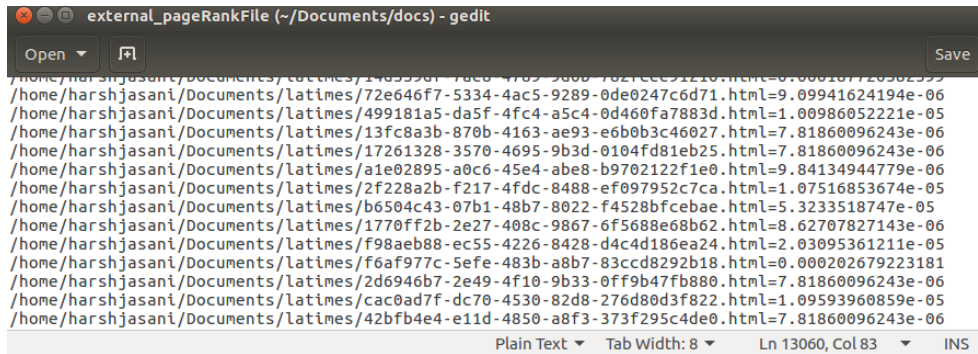 external_pageRankFile (~/Documents/docs) - gedit
Open Save
/home/harshjasani/Documents/latimes/72e646f7-5334-4ac5-9289-0de0247c6d71.html=9.09941624194e-06
/home/harshjasani/Documents/latimes/499181a5-da5f-4fc4-a5c4-0d460fa7883d.html=1.00986052221e-05
/home/harshjasani/Documents/latimes/13fc8a3b-870b-4163-ae93-e6b0b3c46027.html=7.81860096243e-06
/home/harshjasani/Documents/latimes/17261328-3570-4695-9b3d-0104fd81eb25.html=7.81860096243e-06
/home/harshjasani/Documents/latimes/a1e02895-a0c6-45e4-abe8-b9702122f1e0.html=9.84134944779e-06
/home/harshjasani/Documents/latimes/2f228a2b-f217-4fdc-8488-ef097952c7ca.html=1.07516853674e-05
/home/harshjasani/Documents/latimes/b6504c43-07b1-48b7-8022-f4528bfcebae.html=5.3233518747e-05
/home/harshjasani/Documents/latimes/1770ff2b-2e27-408c-9867-6f5688e68b62.html=8.62707827143e-06
/home/harshjasani/Documents/latimes/f98aeb88-ec55-4226-8428-d4c4d186ea24.html=2.03095361211e-05
/home/harshjasani/Documents/latimes/f6af977c-5efe-483b-a8b7-83ccd8292b18.html=0.000202679223181
/home/harshjasani/Documents/latimes/2d6946b7-2e49-4f10-9b33-0ff9b47fb880.html=7.81860096243e-06
/home/harshjasani/Documents/latimes/cac0ad7f-dc70-4530-82d8-276d80d3f822.html=1.09593960859e-05
/home/harshjasani/Documents/latimes/42bfb4e4-e11d-4850-a8f3-373f295c4de0.html=7.81860096243e-06
Plain Text Tab Width: 8 Ln 13060, Col 83 INS